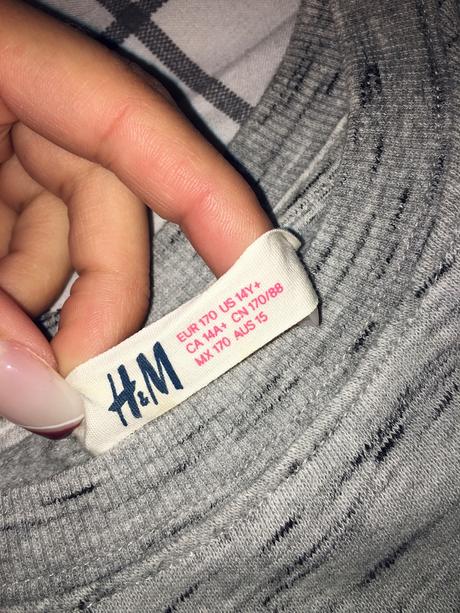 H&M
EUR 170 US 14Y+
CA 14A+ CN 170/88
MX 170 AUS 15